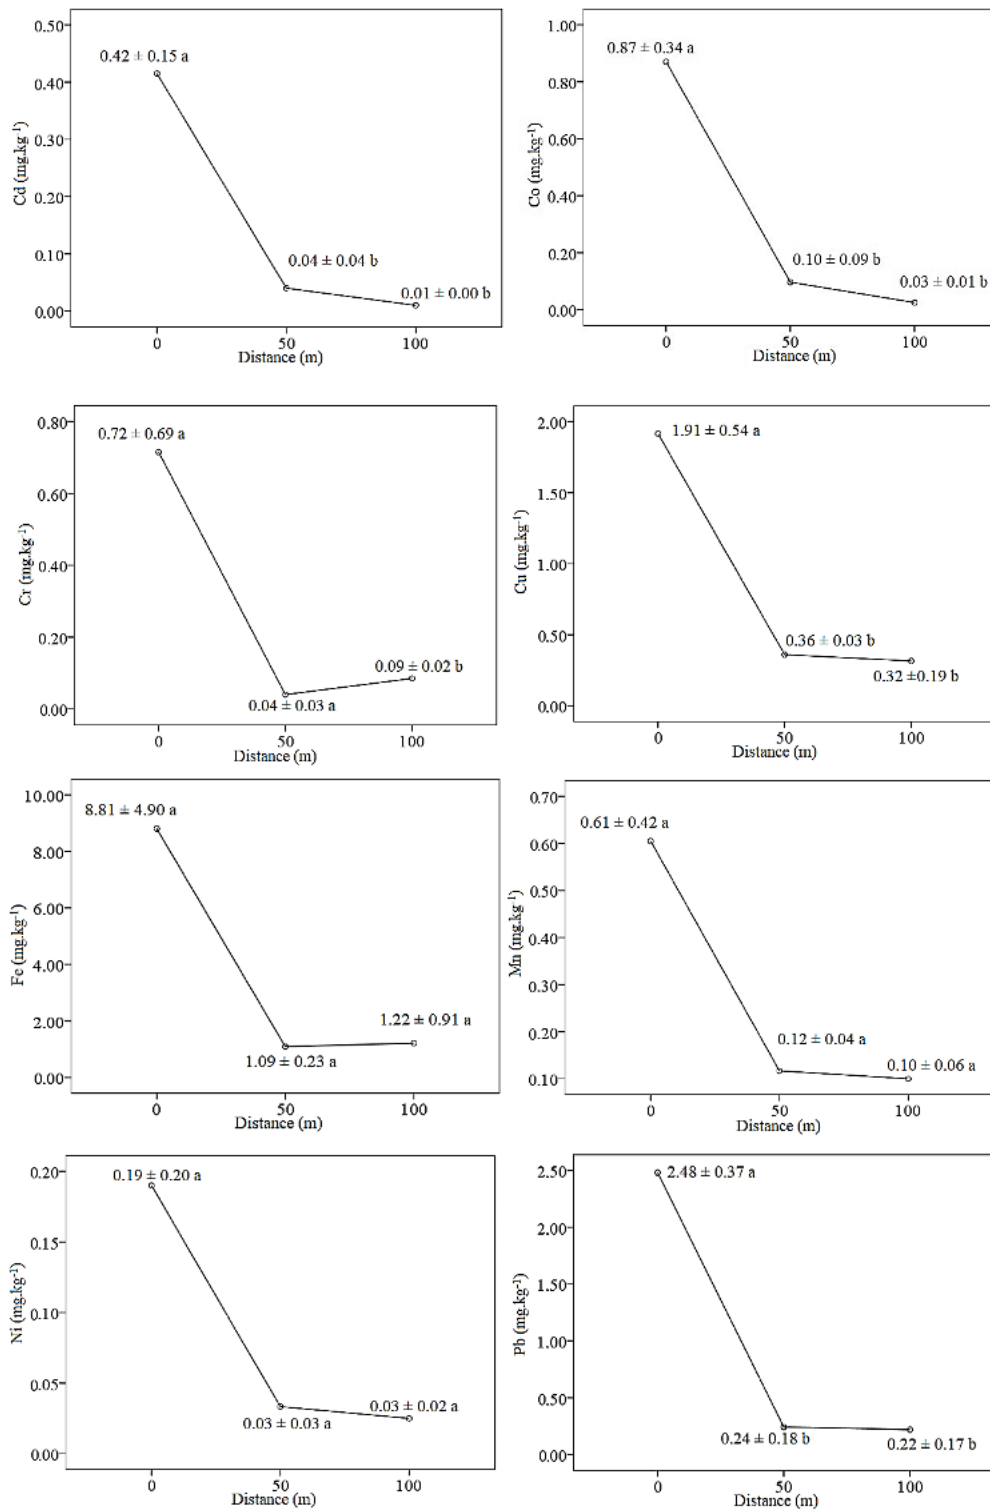 0.50
0.40
0.30
0.20
0.10
0.00
Cd (mg.kg-1)
0.42 ± 0.15 a
0.04 ± 0.04 b
0.01 ± 0.00 b
0 50 100
Distance (m)
1.00
0.80
0.60
0.40
0.20
0.00
Co (mg.kg-1)
0.87 ± 0.34 a
0.10 ± 0.09 b
0.03 ± 0.01 b
0 50 100
Distance (m)
0.80
0.60
0.40
0.20
0.00
Cr (mg.kg-1)
0.72 ± 0.69 a
0.04 ± 0.03 a
0.09 ± 0.02 b
0 50 100
Distance (m)
2.00
1.50
1.00
0.50
0.00
Cu (mg.kg-1)
1.91 ± 0.54 a
0.36 ± 0.03 b
0.32 ±0.19 b
0 50 100
Distance (m)
10.00
8.00
6.00
4.00
2.00
0.00
Fe (mg.kg-1)
8.81 ± 4.90 a
1.09 ± 0.23 a
1.22 ± 0.91 a
0 50 100
Distance (m)
0.70
0.60
0.50
0.40
0.30
0.20
0.10
Mn (mg.kg-1)
0.61 ± 0.42 a
0.12 ± 0.04 a
0.10 ± 0.06 a
0 50 100
Distance (m)
0.20
0.15
0.10
0.05
0.00
Ni (mg.kg-1)
0.19 ± 0.20 a
0.03 ± 0.03 a
0.03 ± 0.02 a
0 50 100
Distance (m)
2.50
2.00
1.50
1.00
0.50
0.00
Pb (mg.kg-1)
2.48 ± 0.37 a
0.24 ± 0.18 b
0.22 ± 0.17 b
0 50 100
Distance (m)